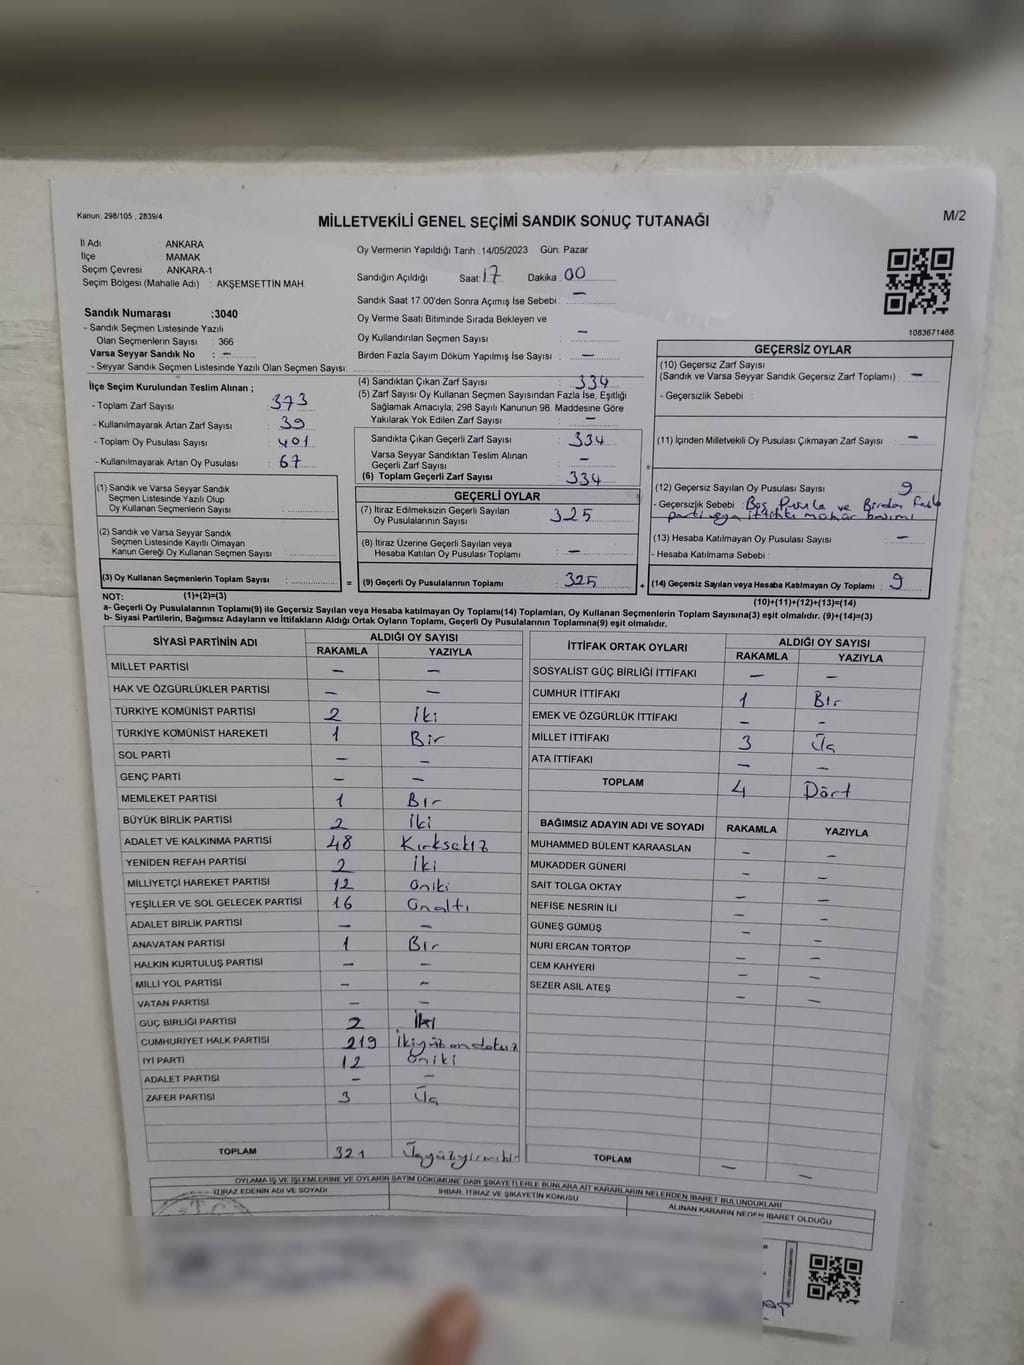 Kanun: 298/105 , 2839/4
MİLLETVEKİLİ GENEL SEÇİMİ SANDIK SONUÇ TUTANAĞI
M/2
İl Adı : ANKARA
İlçe : MAMAK
Seçim Çevresi : ANKARA-1
Seçim Bölgesi (Mahalle Adı) : AKŞEMSETTİN MAH
Oy Vermenin Yapıldığı Tarih : 14/05/2023 Gün: Pazar
Sandığın Açıldığı Saat: 17 Dakika: 00
Sandık Saat 17:00'den Sonra Açımış İse Sebebi : –
Oy Verme Saati Bitiminde Sırada Bekleyen ve
Oy Kullandırılan Seçmen Sayısı : –
Birden Fazla Sayım Döküm Yapılmış İse Sayısı : –
1083671468
Sandık Numarası :3040
- Sandık Seçmen Listesinde Yazılı
Olan Seçmenlerin Sayısı : 366
Varsa Seyyar Sandık No : –
- Seyyar Sandık Seçmen Listesinde Yazılı Olan Seçmen Sayısı:
İlçe Seçim Kurulundan Teslim Alınan ;
- Toplam Zarf Sayısı : 373
- Kullanılmayarak Artan Zarf Sayısı : 39
- Toplam Oy Pusulası Sayısı : 401
- Kullanılmayarak Artan Oy Pusulası : 67
(1) Sandık ve Varsa Seyyar Sandık
Seçmen Listesinde Yazılı Olup
Oy Kullanan Seçmenlerin Sayısı :
(2) Sandık ve Varsa Seyyar Sandık
Seçmen Listesinde Kayıtlı Olmayan
Kanun Gereği Oy Kullanan Seçmen Sayısı :
(3) Oy Kullanan Seçmenlerin Toplam Sayısı :
(4) Sandıktan Çıkan Zarf Sayısı : 334
(5) Zarf Sayısı Oy Kullanan Seçmen Sayısından Fazla İse, Eşitliği
Sağlamak Amacıyla; 298 Sayılı Kanunun 98. Maddesine Göre
Yakılarak Yok Edilen Zarf Sayısı : –
Sandıkta Çıkan Geçerli Zarf Sayısı : 334
Varsa Seyyar Sandıktan Teslim Alınan
Geçerli Zarf Sayısı : –
(6) Toplam Geçerli Zarf Sayısı : 334
GEÇERLİ OYLAR
(7) İtiraz Edilmeksizin Geçerli Sayılan
Oy Pusulalarının Sayısı : 325
(8) İtiraz Üzerine Geçerli Sayılan veya
Hesaba Katılan Oy Pusulası Toplamı : –
= (9) Geçerli Oy Pusulalarının Toplamı : 325
GEÇERSİZ OYLAR
(10) Geçersiz Zarf Sayısı
(Sandık ve Varsa Seyyar Sandık Geçersiz Zarf Toplamı) : –
- Geçersizlik Sebebi :
(11) İçinden Milletvekili Oy Pusulası Çıkmayan Zarf Sayısı : –
(12) Geçersiz Sayılan Oy Pusulası Sayısı : 9
- Geçersizlik Sebebi : Boş Pusula ve Birden fazla
parti veya ittifakı mühür basımı
(13) Hesaba Katılmayan Oy Pusulası Sayısı : –
- Hesaba Katılmama Sebebi :
+ (14) Geçersiz Sayılan veya Hesaba Katılmayan Oy Toplamı : 9
NOT: (1)+(2)=(3)
(10)+(11)+(12)+(13)=(14)
a- Geçerli Oy Pusulalarının Toplamı(9) ile Geçersiz Sayılan veya Hesaba katılmayan Oy Toplamı(14) Toplamları, Oy Kullanan Seçmenlerin Toplam Sayısına(3) eşit olmalıdır. (9)+(14)=(3)
b- Siyasi Partilerin, Bağımsız Adayların ve İttifakların Aldığı Oyların Toplamı, Geçerli Oy Pusulalarının Toplamına(9) eşit olmalıdır.
SİYASİ PARTİNİN ADI ALDIĞI OY SAYISI
RAKAMLA YAZIYLA
MİLLET PARTİSİ – –
HAK VE ÖZGÜRLÜKLER PARTİSİ – –
TÜRKİYE KOMÜNİST PARTİSİ 2 İki
TÜRKİYE KOMÜNİST HAREKETİ 1 Bir
SOL PARTİ – –
GENÇ PARTİ – –
MEMLEKET PARTİSİ 1 Bir
BÜYÜK BİRLİK PARTİSİ 2 İki
ADALET VE KALKINMA PARTİSİ 48 Kırksekiz
YENİDEN REFAH PARTİSİ 2 İki
MİLLİYETÇİ HAREKET PARTİSİ 12 Oniki
YEŞİLLER VE SOL GELECEK PARTİSİ 16 Onaltı
ADALET BİRLİK PARTİSİ – –
ANAVATAN PARTİSİ 1 Bir
HALKIN KURTULUŞ PARTİSİ – –
MİLLİ YOL PARTİSİ – –
VATAN PARTİSİ – –
GÜÇ BİRLİĞİ PARTİSİ 2 İki
CUMHURİYET HALK PARTİSİ 219 İkiyüzondokuz
İYİ PARTİ 12 Oniki
ADALET PARTİSİ – –
ZAFER PARTİSİ 3 Üç
TOPLAM 321 Üçyüzyirmibir
İTTİFAK ORTAK OYLARI ALDIĞI OY SAYISI
RAKAMLA YAZIYLA
SOSYALİST GÜÇ BİRLİĞİ İTTİFAKI – –
CUMHUR İTTİFAKI 1 Bir
EMEK VE ÖZGÜRLÜK İTTİFAKI – –
MİLLET İTTİFAKI 3 Üç
ATA İTTİFAKI – –
TOPLAM 4 Dört
BAĞIMSIZ ADAYIN ADI VE SOYADI RAKAMLA YAZIYLA
MUHAMMED BÜLENT KARAASLAN – –
MUKADDER GÜNERİ – –
SAİT TOLGA OKTAY – –
NEFİSE NESRİN İLİ –
GÜNEŞ GÜMÜŞ – –
NURİ ERCAN TORTOP – –
CEM KAHYERİ – –
SEZER ASİL ATEŞ – –
TOPLAM – –
OYLAMA İŞ VE İŞLEMLERİNE VE OYLARIN SAYIM DÖKÜMÜNE DAİR ŞİKAYETLERLE BUNLARA AİT KARARLARIN NELERDEN İBARET BULUNDUKLARI
İTİRAZ EDENİN ADI VE SOYADI İHBAR, İTİRAZ VE ŞİKAYETİN KONUSU ALINAN KARARIN NEDEN İBARET OLDUĞU